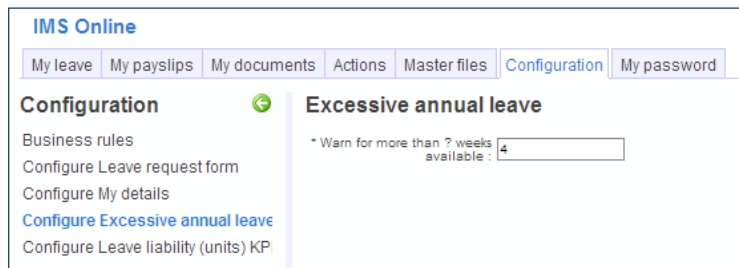 IMS Online
My leave My payslips My documents Actions Master files Configuration My password
Configuration
Business rules
Configure Leave request form
Configure My details
Configure Excessive annual leave
Configure Leave liability (units) KP
Excessive annual leave
* Warn for more than ? weeks
available : 4